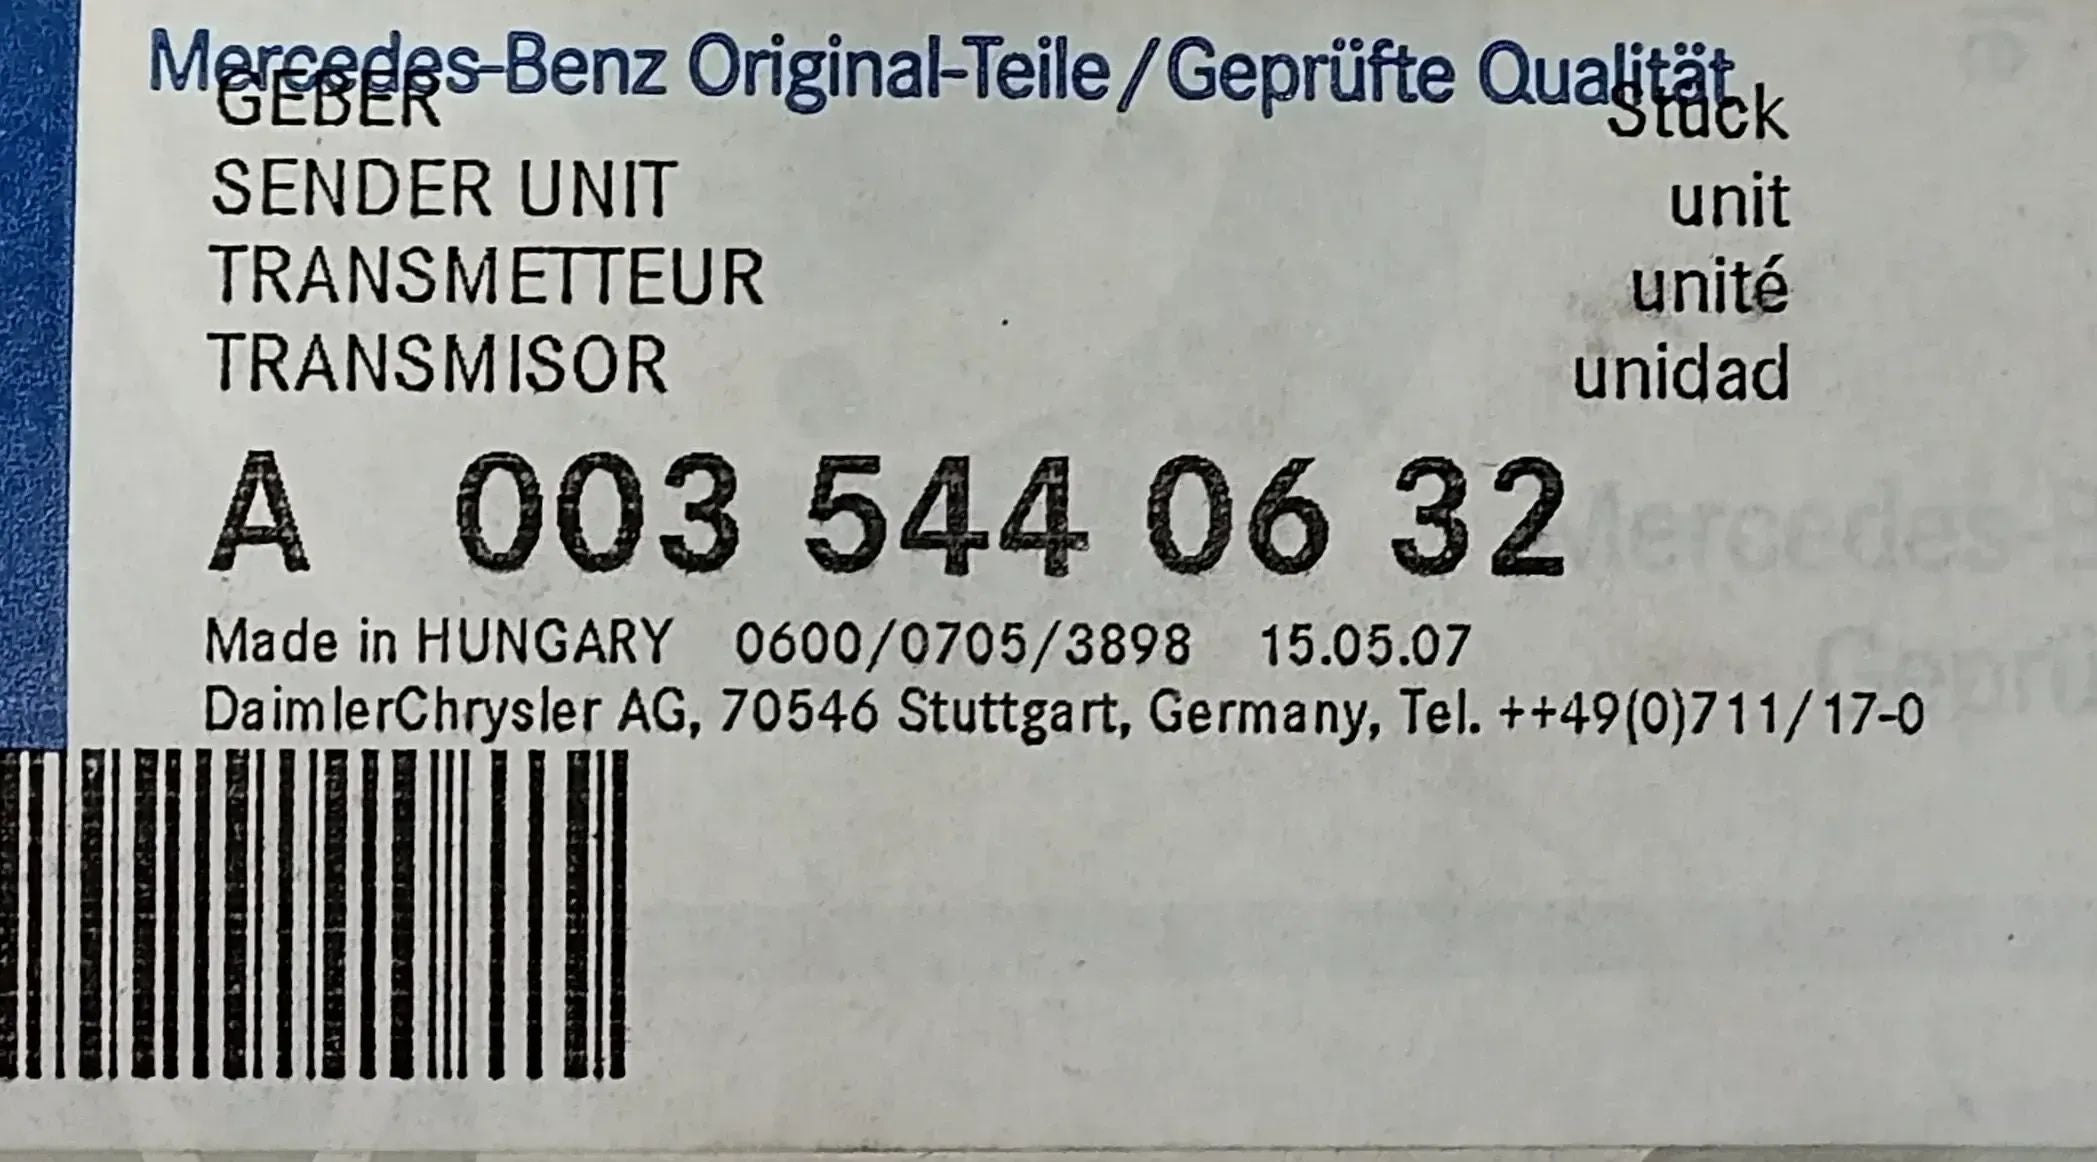 Mercedes-Benz Original-Teile/Geprüfte Qualität
GEBER Stück
SENDER UNIT unit
TRANSMETTEUR unité
TRANSMISOR unidad
A 003 544 06 32
Mercedes-B
Geprü
Made in HUNGARY 0600/0705/3898 15.05.07
DaimlerChrysler AG, 70546 Stuttgart, Germany, Tel. ++49(0)711/17-0